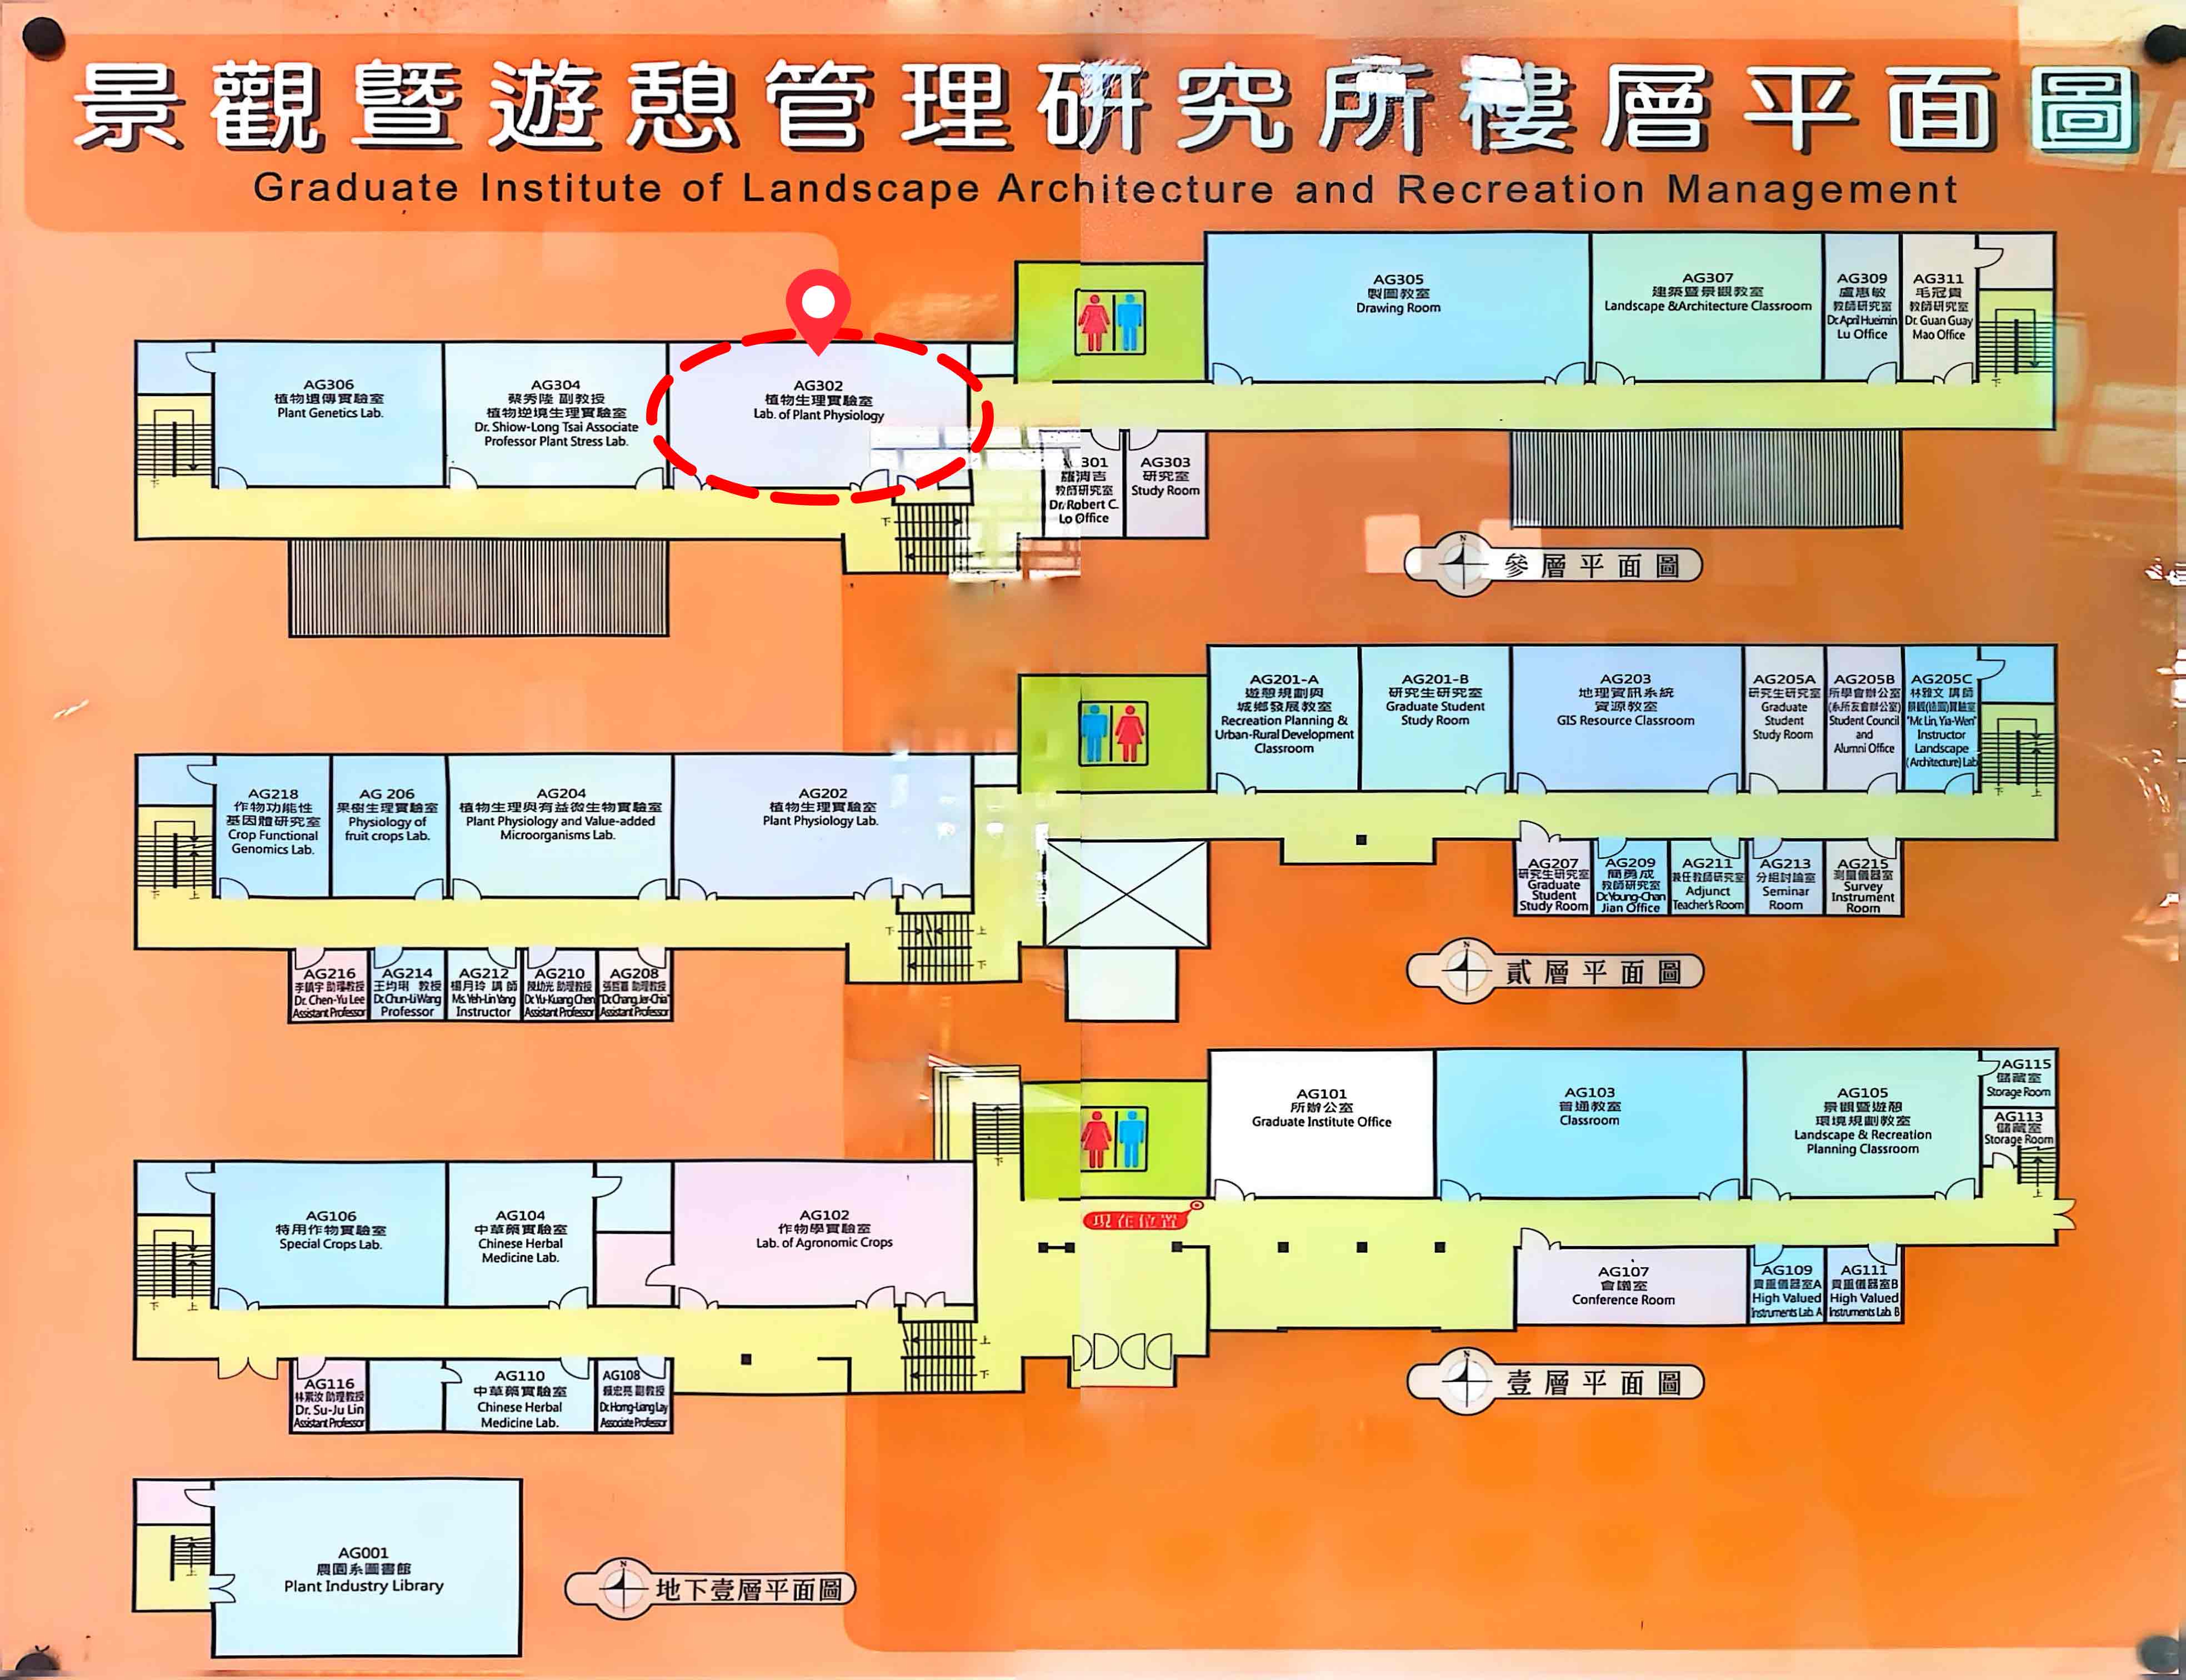 景觀暨遊憩管理研究所樓層平面圖
Graduate Institute of Landscape Architecture and Recreation Management
AG305
製圖教室
Drawing Room
AG307
建築暨景觀教室
Landscape &Architecture Classroom
AG309
盧惠敏
教師研究室
Dr. April Hueimin
Lu Office
AG311
毛冠貴
教師研究室
Dr. Guan Guay
Mao Office
下
AG306
植物遺傳實驗室
Plant Genetics Lab.
AG304
蔡秀隆 副教授
植物逆境生理實驗室
Dr. Shiow-Long Tsai Associate
Professor Plant Stress Lab.
AG302
植物生理實驗室
Lab. of Plant Physiology
下
下
301
羅清吉
教師研究室
Dr. Robert C.
Lo Office
AG303
研究室
Study Room
N
參層平面圖
AG201-A
遊憩規劃與
城鄉發展教室
Recreation Planning &
Urban-Rural Development
Classroom
AG201-B
研究生研究室
Graduate Student
Study Room
AG203
地理資訊系統
資源教室
GIS Resource Classroom
AG205A
研究生研究室
Graduate
Student
Study Room
AG205B
所學會辦公室
(系所友會辦公室)
Student Council
and
Alumni Office
AG205C
林雅文 講師
"Mr. Lin, Yia-Wen"
Instructor
Landscape
(Architecture) Lab
下 上
AG218
作物功能性
基因體研究室
Crop Functional
Genomics Lab.
AG 206
果樹生理實驗室
Physiology of
fruit crops Lab.
AG204
植物生理與有益微生物實驗室
Plant Physiology and Value-added
Microorganisms Lab.
AG202
植物生理實驗室
Plant Physiology Lab.
下 上
下 上
下
AG207
研究生研究室
Graduate
Student
Study Room
AG209
簡勇成
教師研究室
Dr. Young-Chan
Jian Office
AG211
兼任教師研究室
Adjunct
Teacher's Room
AG213
分組討論室
Seminar
Room
AG215
測量儀器室
Survey
Instrument
Room
AG216
李鎮宇 助理教授
Dr. Chen-Yu Lee
Assistant Professor
AG214
王均琍 教授
Dr. Chun-Li Wang
Professor
AG212
楊月玲 講師
Ms. Yeh-Lin Yang
Instructor
AG210
陳幼光 助理教授
Dr. Yu-Kuang Chen
Assistant Professor
AG208
助理教授
"Dr. Chang, Jer-Chia"
Assistant Professor
N
貳層平面圖
AG101
所辦公室
Graduate Institute Office
AG103
普通教室
Classroom
AG105
景觀暨遊憩
環境規劃教室
Landscape & Recreation
Planning Classroom
AG115
儲藏室
Storage Room
AG113
儲藏室
Storage Room
上
下
現在位置
AG106
特用作物實驗室
Special Crops Lab.
AG104
中草藥實驗室
Chinese Herbal
Medicine Lab.
AG102
作物學實驗室
Lab. of Agronomic Crops
下 上
上
下
AG107
會議室
Conference Room
AG109
貴重儀器室A
High Valued
Instruments Lab. A
AG111
貴重儀器室B
High Valued
Instruments Lab. B
AG116
林素汝 助理教授
Dr. Su-Ju Lin
Assistant Professor
AG110
中草藥實驗室
Chinese Herbal
Medicine Lab.
AG108
賴宏亮 副教授
Dr. Horng-Liang Lay
Associate Professor
N
壹層平面圖
AG001
農園系圖書館
Plant Industry Library
上
N
地下壹層平面圖